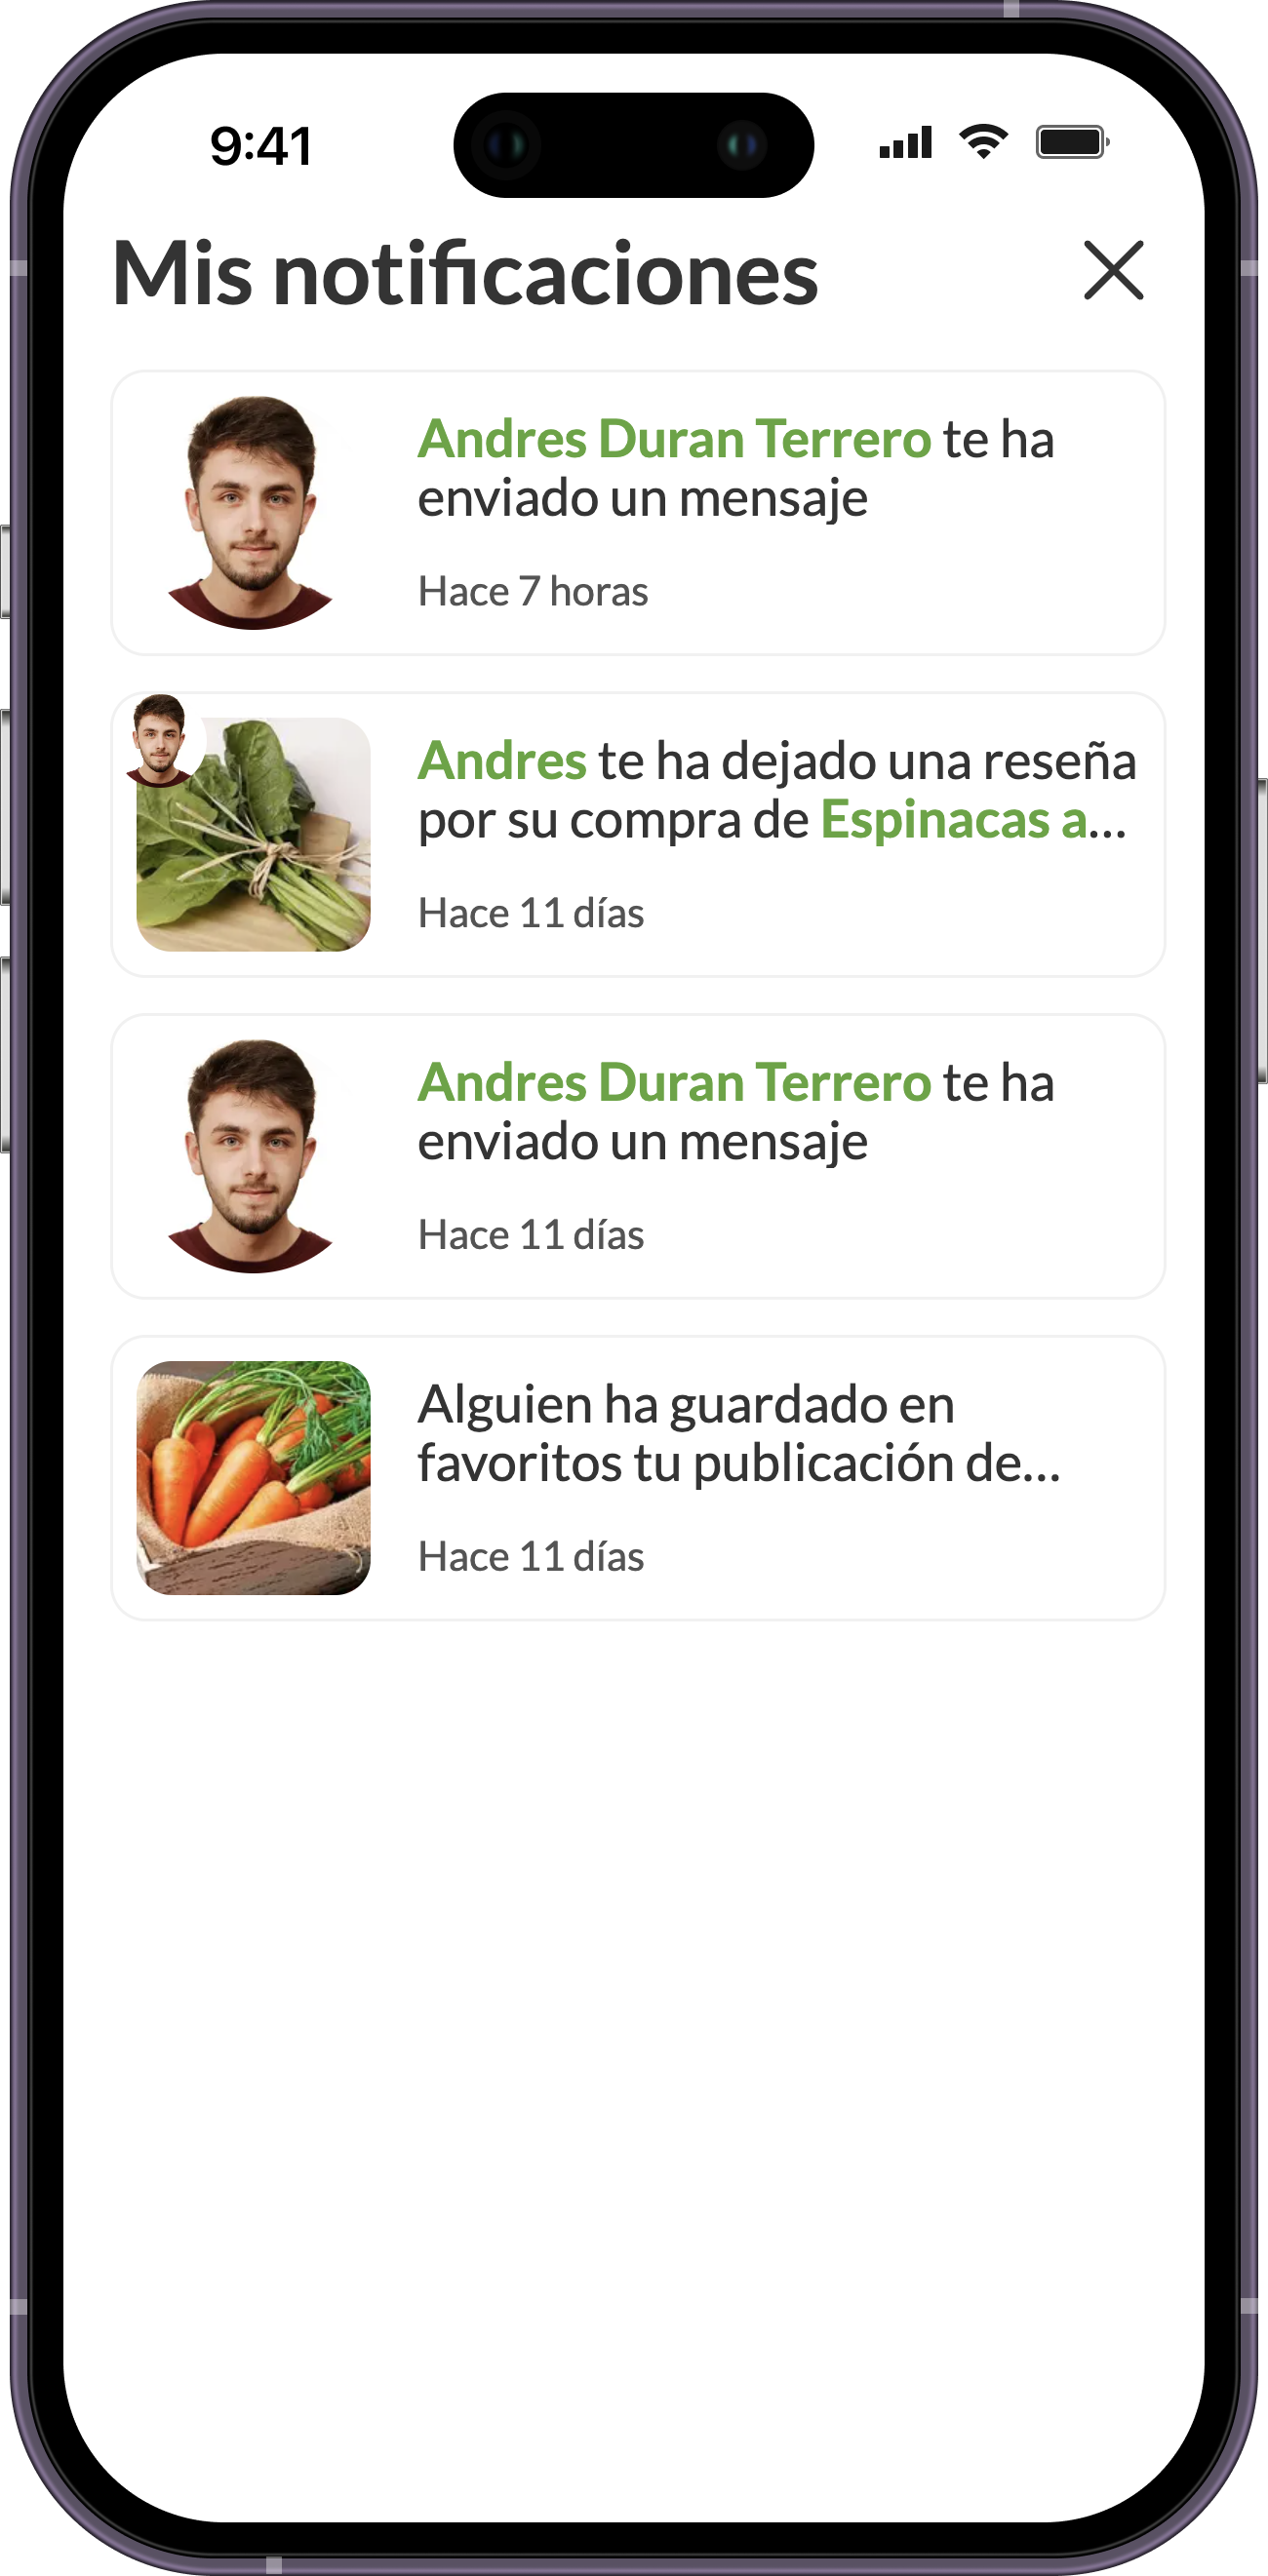 9:41
Mis notificaciones
Andres Duran Terrero te ha
enviado un mensaje
Hace 7 horas
Andres te ha dejado una reseña
por su compra de Espinacas a...
Hace 11 días
Andres Duran Terrero te ha
enviado un mensaje
Hace 11 días
Alguien ha guardado en
favoritos tu publicación de...
Hace 11 días